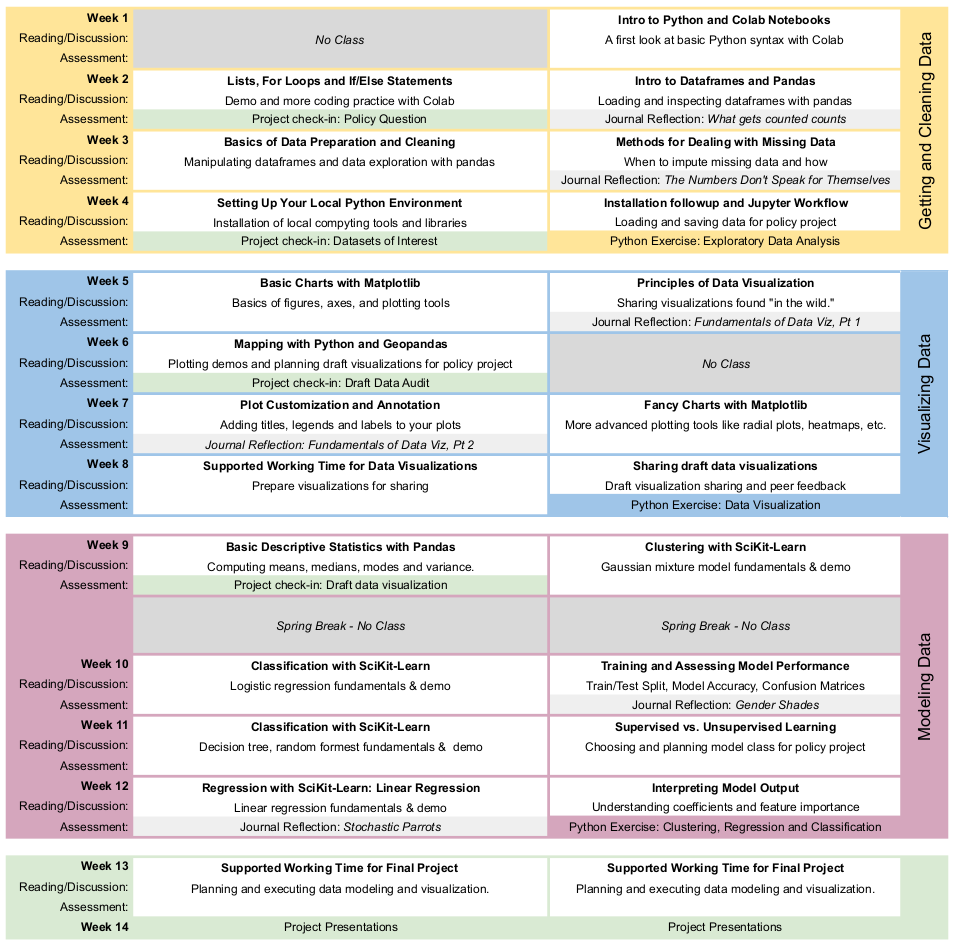 Week 1
Reading/Discussion:
Assessment:
No Class
Intro to Python and Colab Notebooks
A first look at basic Python syntax with Colab
Week 2
Reading/Discussion:
Assessment:
Lists, For Loops and If/Else Statements
Demo and more coding practice with Colab
Project check-in: Policy Question
Intro to Dataframes and Pandas
Loading and inspecting dataframes with pandas
Journal Reflection: What gets counted counts
Week 3
Reading/Discussion:
Assessment:
Basics of Data Preparation and Cleaning
Manipulating dataframes and data exploration with pandas
Methods for Dealing with Missing Data
When to impute missing data and how
Journal Reflection: The Numbers Don't Speak for Themselves
Week 4
Reading/Discussion:
Assessment:
Setting Up Your Local Python Environment
Installation of local compyting tools and libraries
Project check-in: Datasets of Interest
Installation followup and Jupyter Workflow
Loading and saving data for policy project
Python Exercise: Exploratory Data Analysis
Getting and Cleaning Data
Week 5
Reading/Discussion:
Assessment:
Basic Charts with Matplotlib
Basics of figures, axes, and plotting tools
Principles of Data Visualization
Sharing visualizations found "in the wild."
Journal Reflection: Fundamentals of Data Viz, Pt 1
Week 6
Reading/Discussion:
Assessment:
Mapping with Python and Geopandas
Plotting demos and planning draft visualizations for policy project
Project check-in: Draft Data Audit
No Class
Week 7
Reading/Discussion:
Assessment:
Plot Customization and Annotation
Adding titles, legends and labels to your plots
Journal Reflection: Fundamentals of Data Viz, Pt 2
Fancy Charts with Matplotlib
More advanced plotting tools like radial plots, heatmaps, etc.
Week 8
Reading/Discussion:
Assessment:
Supported Working Time for Data Visualizations
Prepare visualizations for sharing
Sharing draft data visualizations
Draft visualization sharing and peer feedback
Python Exercise: Data Visualization
Visualizing Data
Week 9
Reading/Discussion:
Assessment:
Basic Descriptive Statistics with Pandas
Computing means, medians, modes and variance.
Project check-in: Draft data visualization
Clustering with SciKit-Learn
Gaussian mixture model fundamentals & demo
Spring Break - No Class
Spring Break - No Class
Week 10
Reading/Discussion:
Assessment:
Classification with SciKit-Learn
Logistic regression fundamentals & demo
Training and Assessing Model Performance
Train/Test Split, Model Accuracy, Confusion Matrices
Journal Reflection: Gender Shades
Week 11
Reading/Discussion:
Assessment:
Classification with SciKit-Learn
Decision tree, random formest fundamentals & demo
Supervised vs. Unsupervised Learning
Choosing and planning model class for policy project
Week 12
Reading/Discussion:
Assessment:
Regression with SciKit-Learn: Linear Regression
Linear regression fundamentals & demo
Journal Reflection: Stochastic Parrots
Interpreting Model Output
Understanding coefficients and feature importance
Python Exercise: Clustering, Regression and Classification
Modeling Data
Week 13
Reading/Discussion:
Assessment:
Supported Working Time for Final Project
Planning and executing data modeling and visualization.
Supported Working Time for Final Project
Planning and executing data modeling and visualization.
Week 14
Project Presentations
Project Presentations